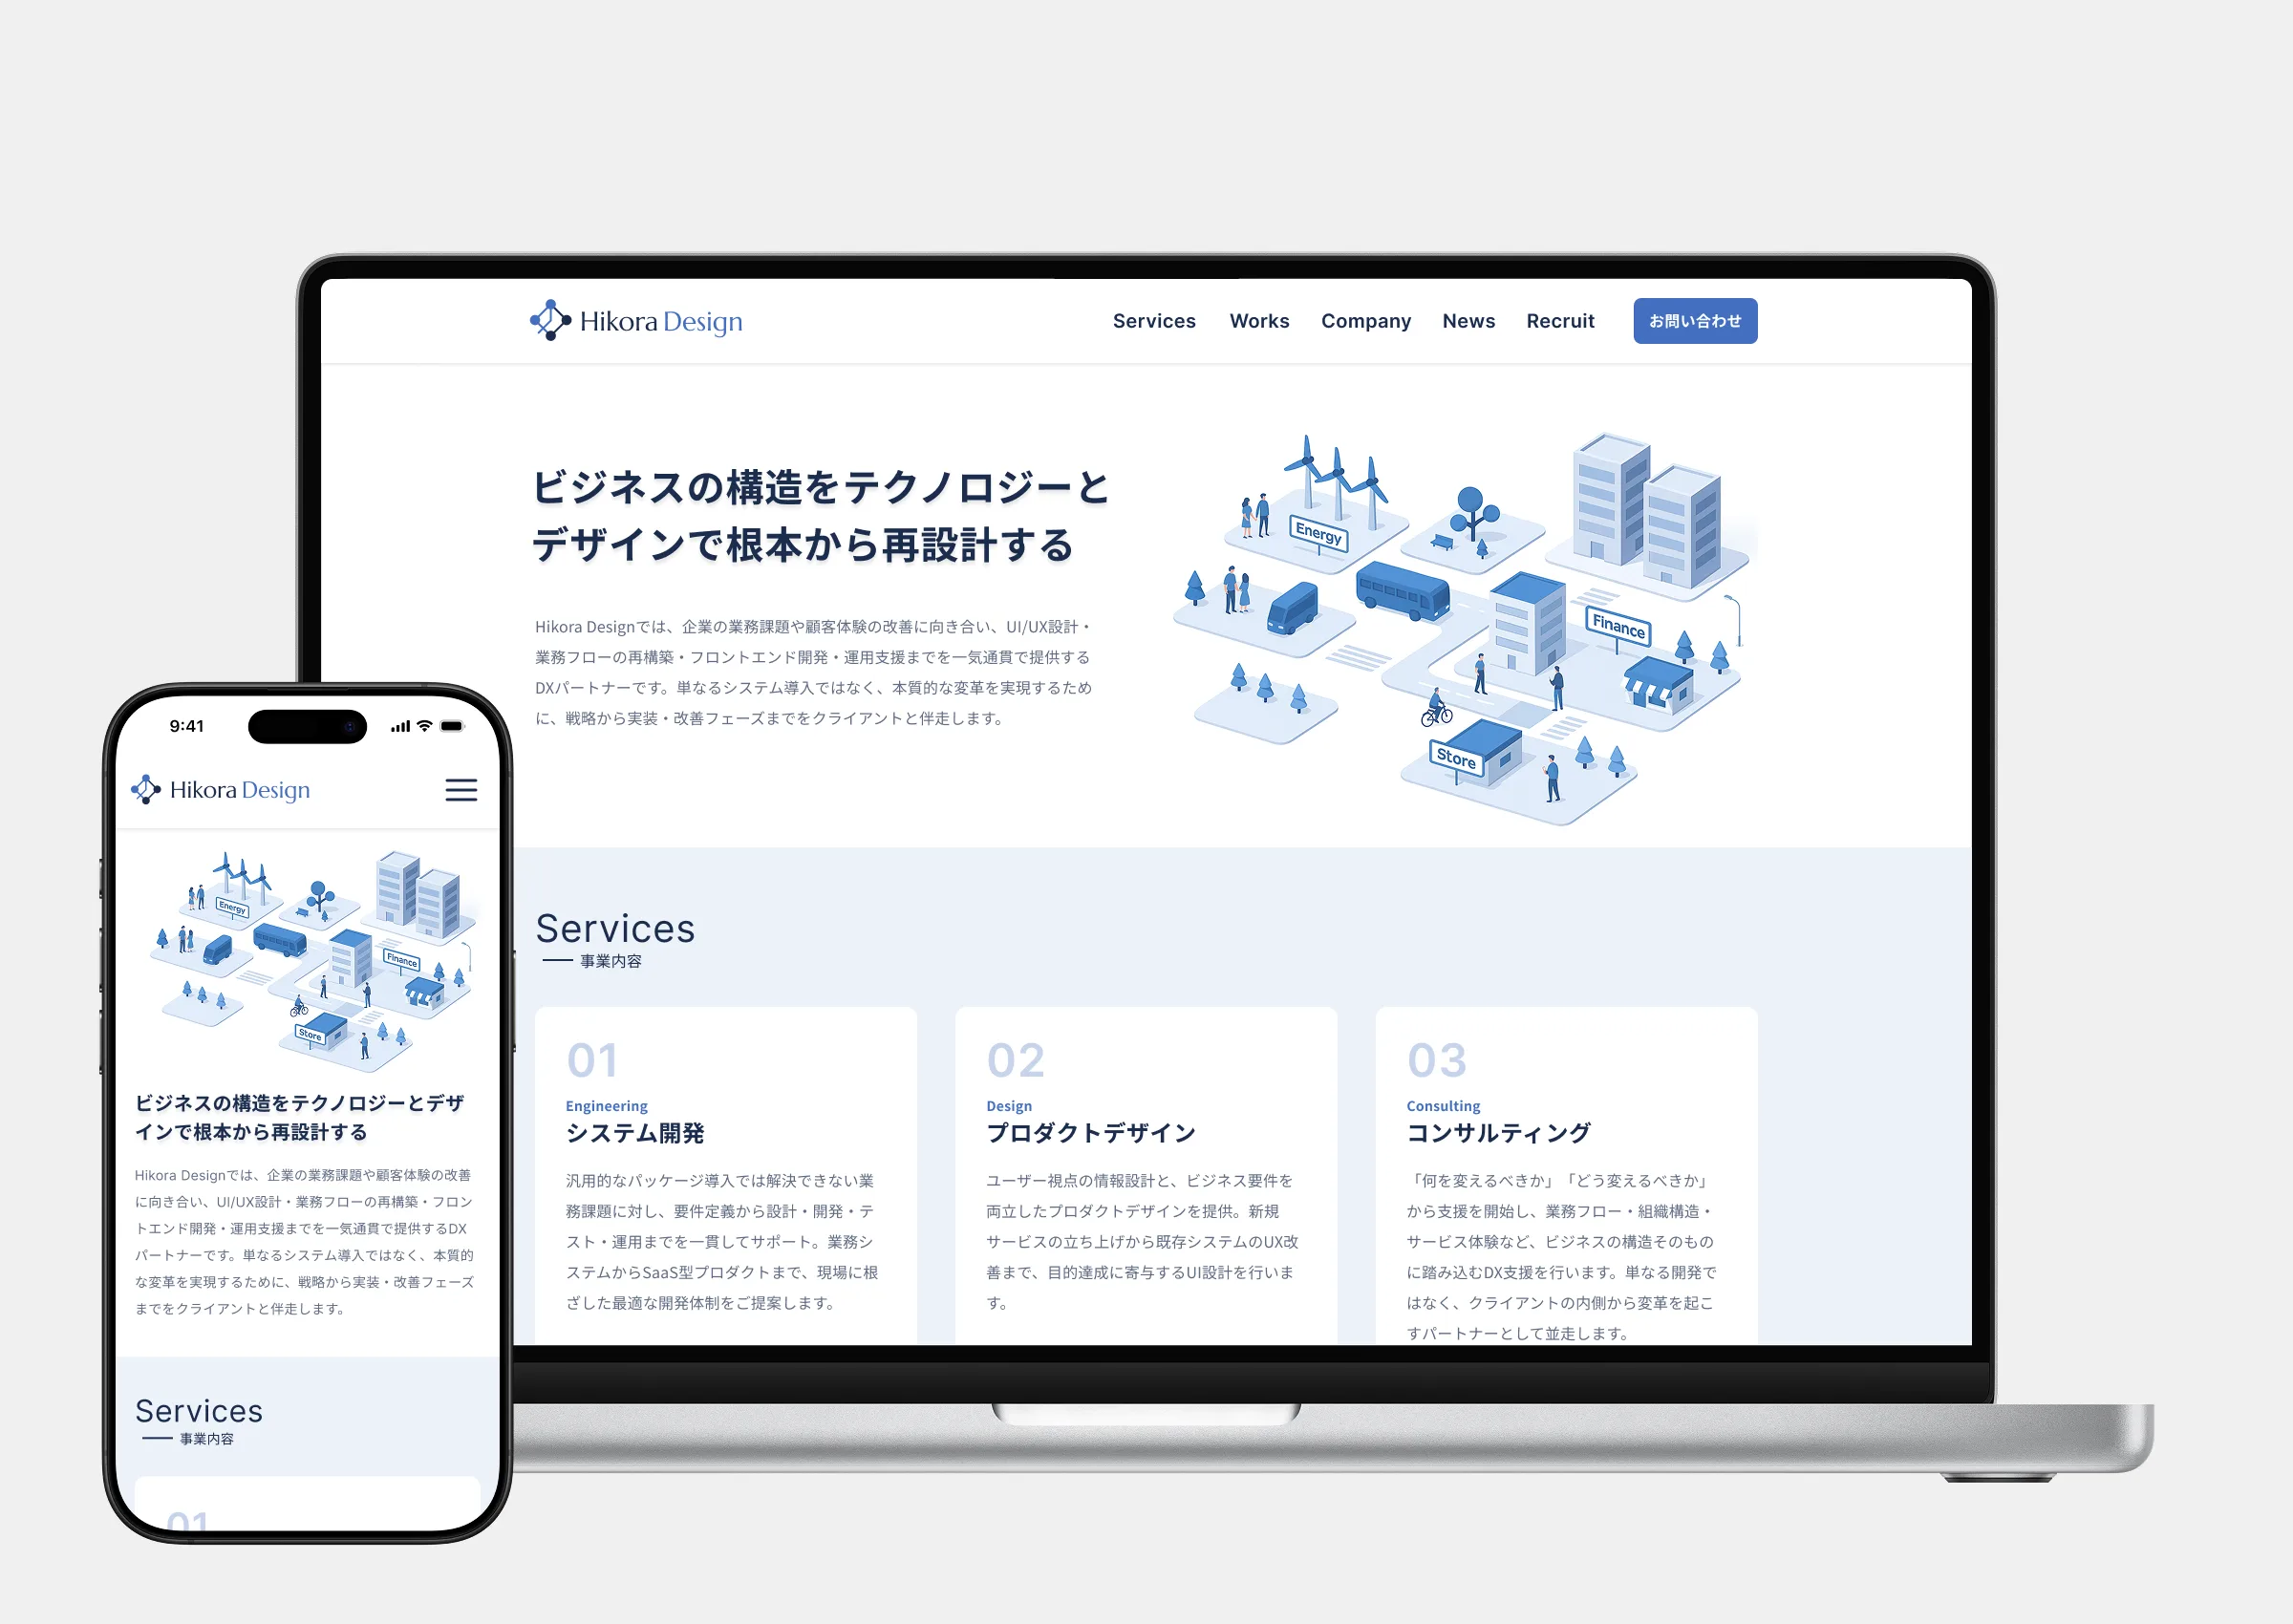 Hikora Design
Services Works Company News Recruit お問い合わせ
ビジネスの構造をテクノロジーと
デザインで根本から再設計する
Hikora Designでは、企業の業務課題や顧客体験の改善に向き合い、UI/UX設計・
業務フローの再構築・フロントエンド開発・運用支援までを一気通貫で提供する
DXパートナーです。単なるシステム導入ではなく、本質的な変革を実現するため
に、戦略から実装・改善フェーズまでをクライアントと伴走します。
Energy
Finance
Store
Services
事業内容
01
Engineering
システム開発
汎用的なパッケージ導入では解決できない業
務課題に対し、要件定義から設計・開発・テ
スト・運用までを一貫してサポート。業務シ
ステムからSaaS型プロダクトまで、現場に根
ざした最適な開発体制をご提案します。
02
Design
プロダクトデザイン
ユーザー視点の情報設計と、ビジネス要件を
両立したプロダクトデザインを提供。新規
サービスの立ち上げから既存システムのUX改
善まで、目的達成に寄与するUI設計を行いま
す。
03
Consulting
コンサルティング
「何を変えるべきか」「どう変えるべきか」
から支援を開始し、業務フロー・組織構造・
サービス体験など、ビジネスの構造そのもの
に踏み込むDX支援を行います。単なる開発で
はなく、クライアントの内側から変革を起こ
すパートナーとして並走します。
9:41
Hikora Design
Energy
Finance
Store
ビジネスの構造をテクノロジーとデザ
インで根本から再設計する
Hikora Designでは、企業の業務課題や顧客体験の改善
に向き合い、UI/UX設計・業務フローの再構築・フロン
トエンド開発・運用支援までを一気通貫で提供するDX
パートナーです。単なるシステム導入ではなく、本質的
な変革を実現するために、戦略から実装・改善フェーズ
までをクライアントと伴走します。
Services
事業内容
01